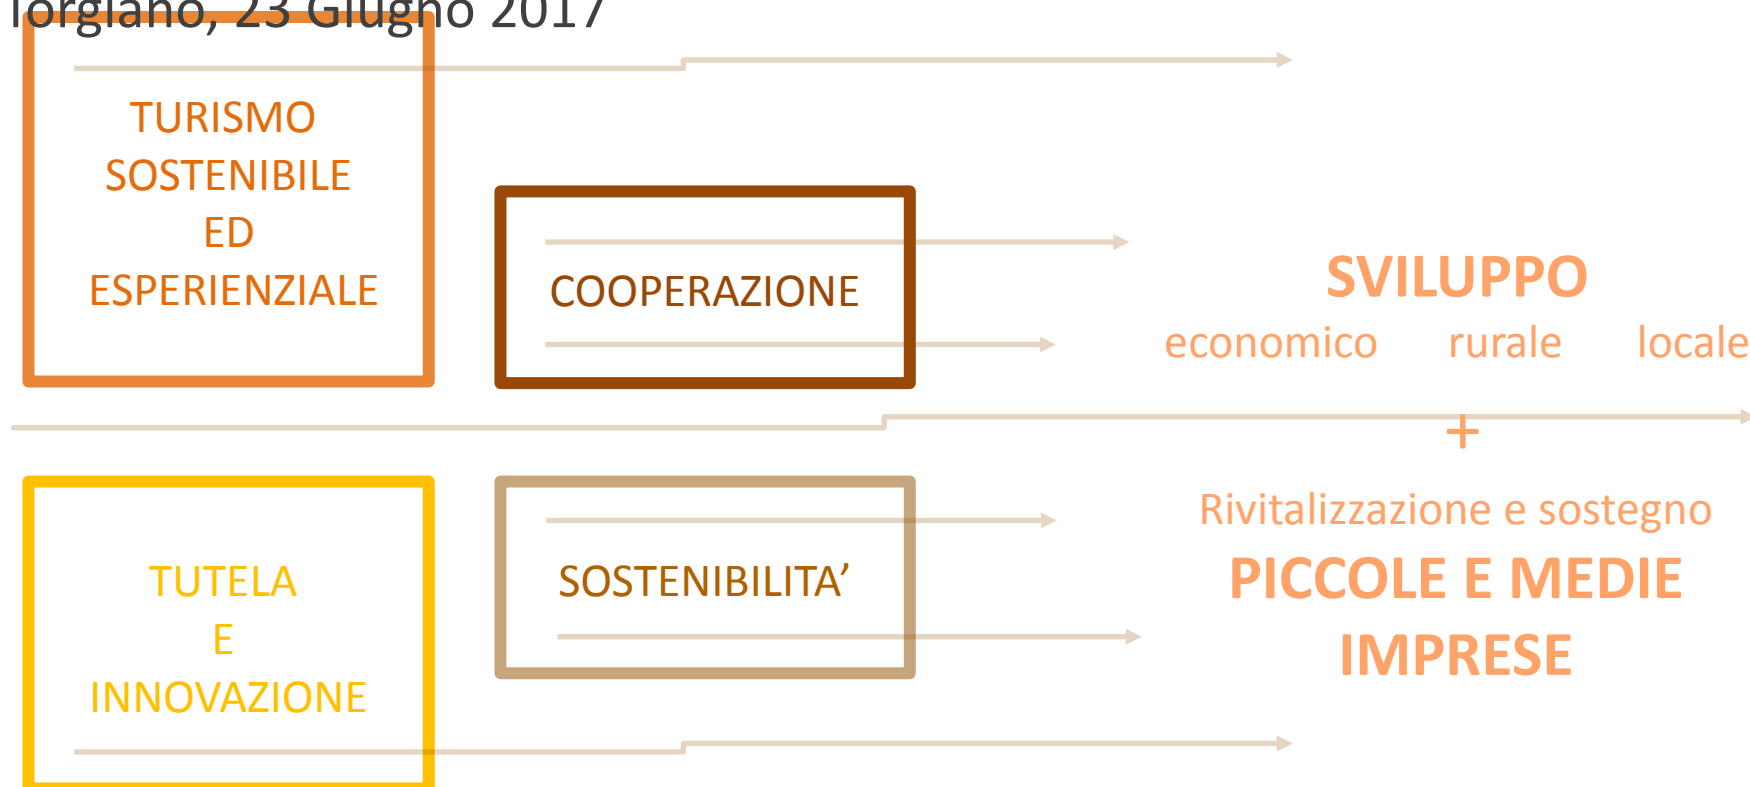 Torgiano, 23 Giugno 2017
TURISMO
SOSTENIBILE
ED
ESPERIENZIALE
COOPERAZIONE
SVILUPPO
economico rurale locale
+
Rivitalizzazione e sostegno
PICCOLE E MEDIE
IMPRESE
TUTELA
E
INNOVAZIONE
SOSTENIBILITA’